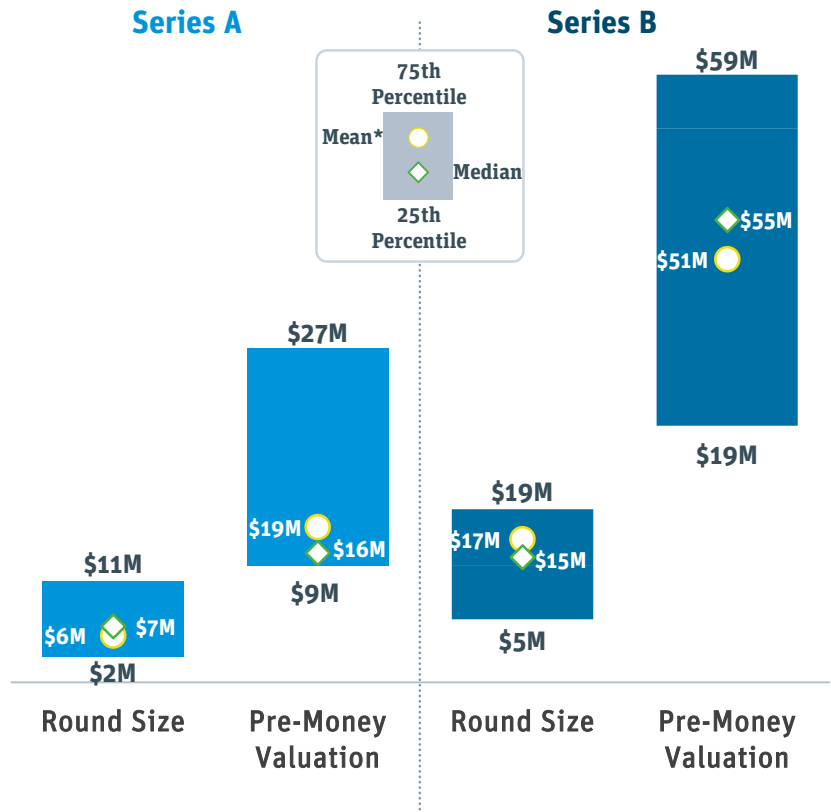 Series A
Series B
75th
Percentile
Mean*
Median
25th
Percentile
$59M
$55M
$51M
$19M
$27M
$19M
$16M
$9M
$19M
$17M
$15M
$5M
$11M
$6M
$7M
$2M
Round Size
Pre-Money
Valuation
Round Size
Pre-Money
Valuation